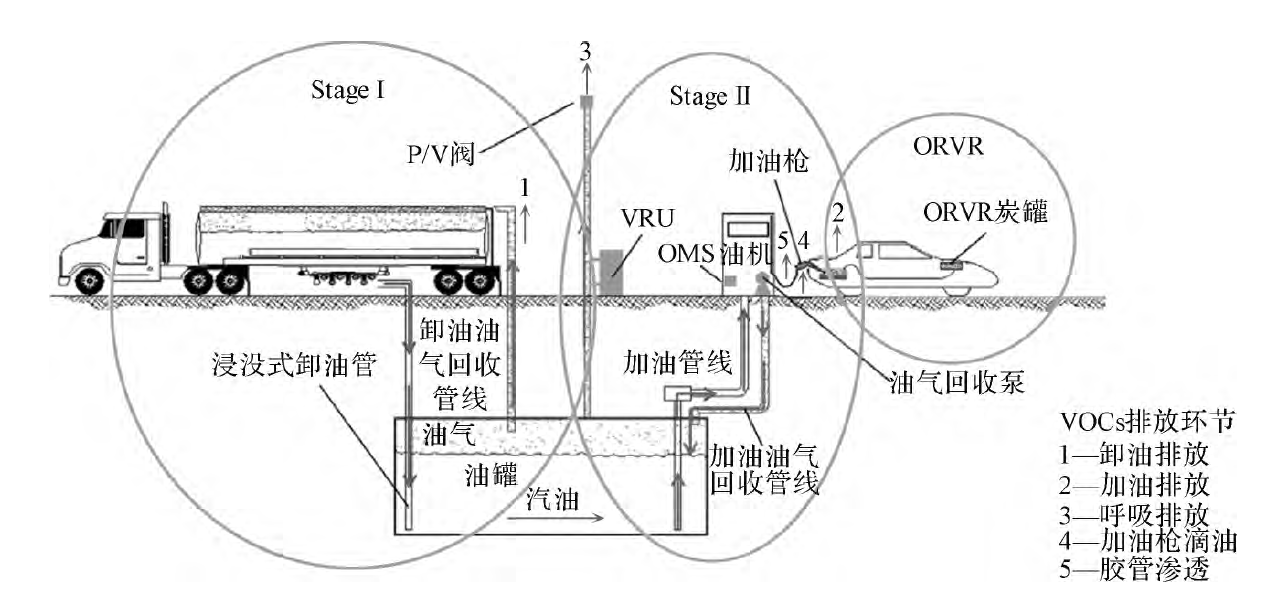 3
Stage I
Stage II
P/V阀
加油枪
ORVR
1
2
ORVR炭罐
VRU
OMS油机
5
4
卸油油
气回收
管线
浸没式卸油管
加油管线
油气回收泵
油气
油罐
汽油
加油油气
回收管线
VOCs排放环节
1—卸油排放
2—加油排放
3—呼吸排放
4—加油枪滴油
5—胶管渗透